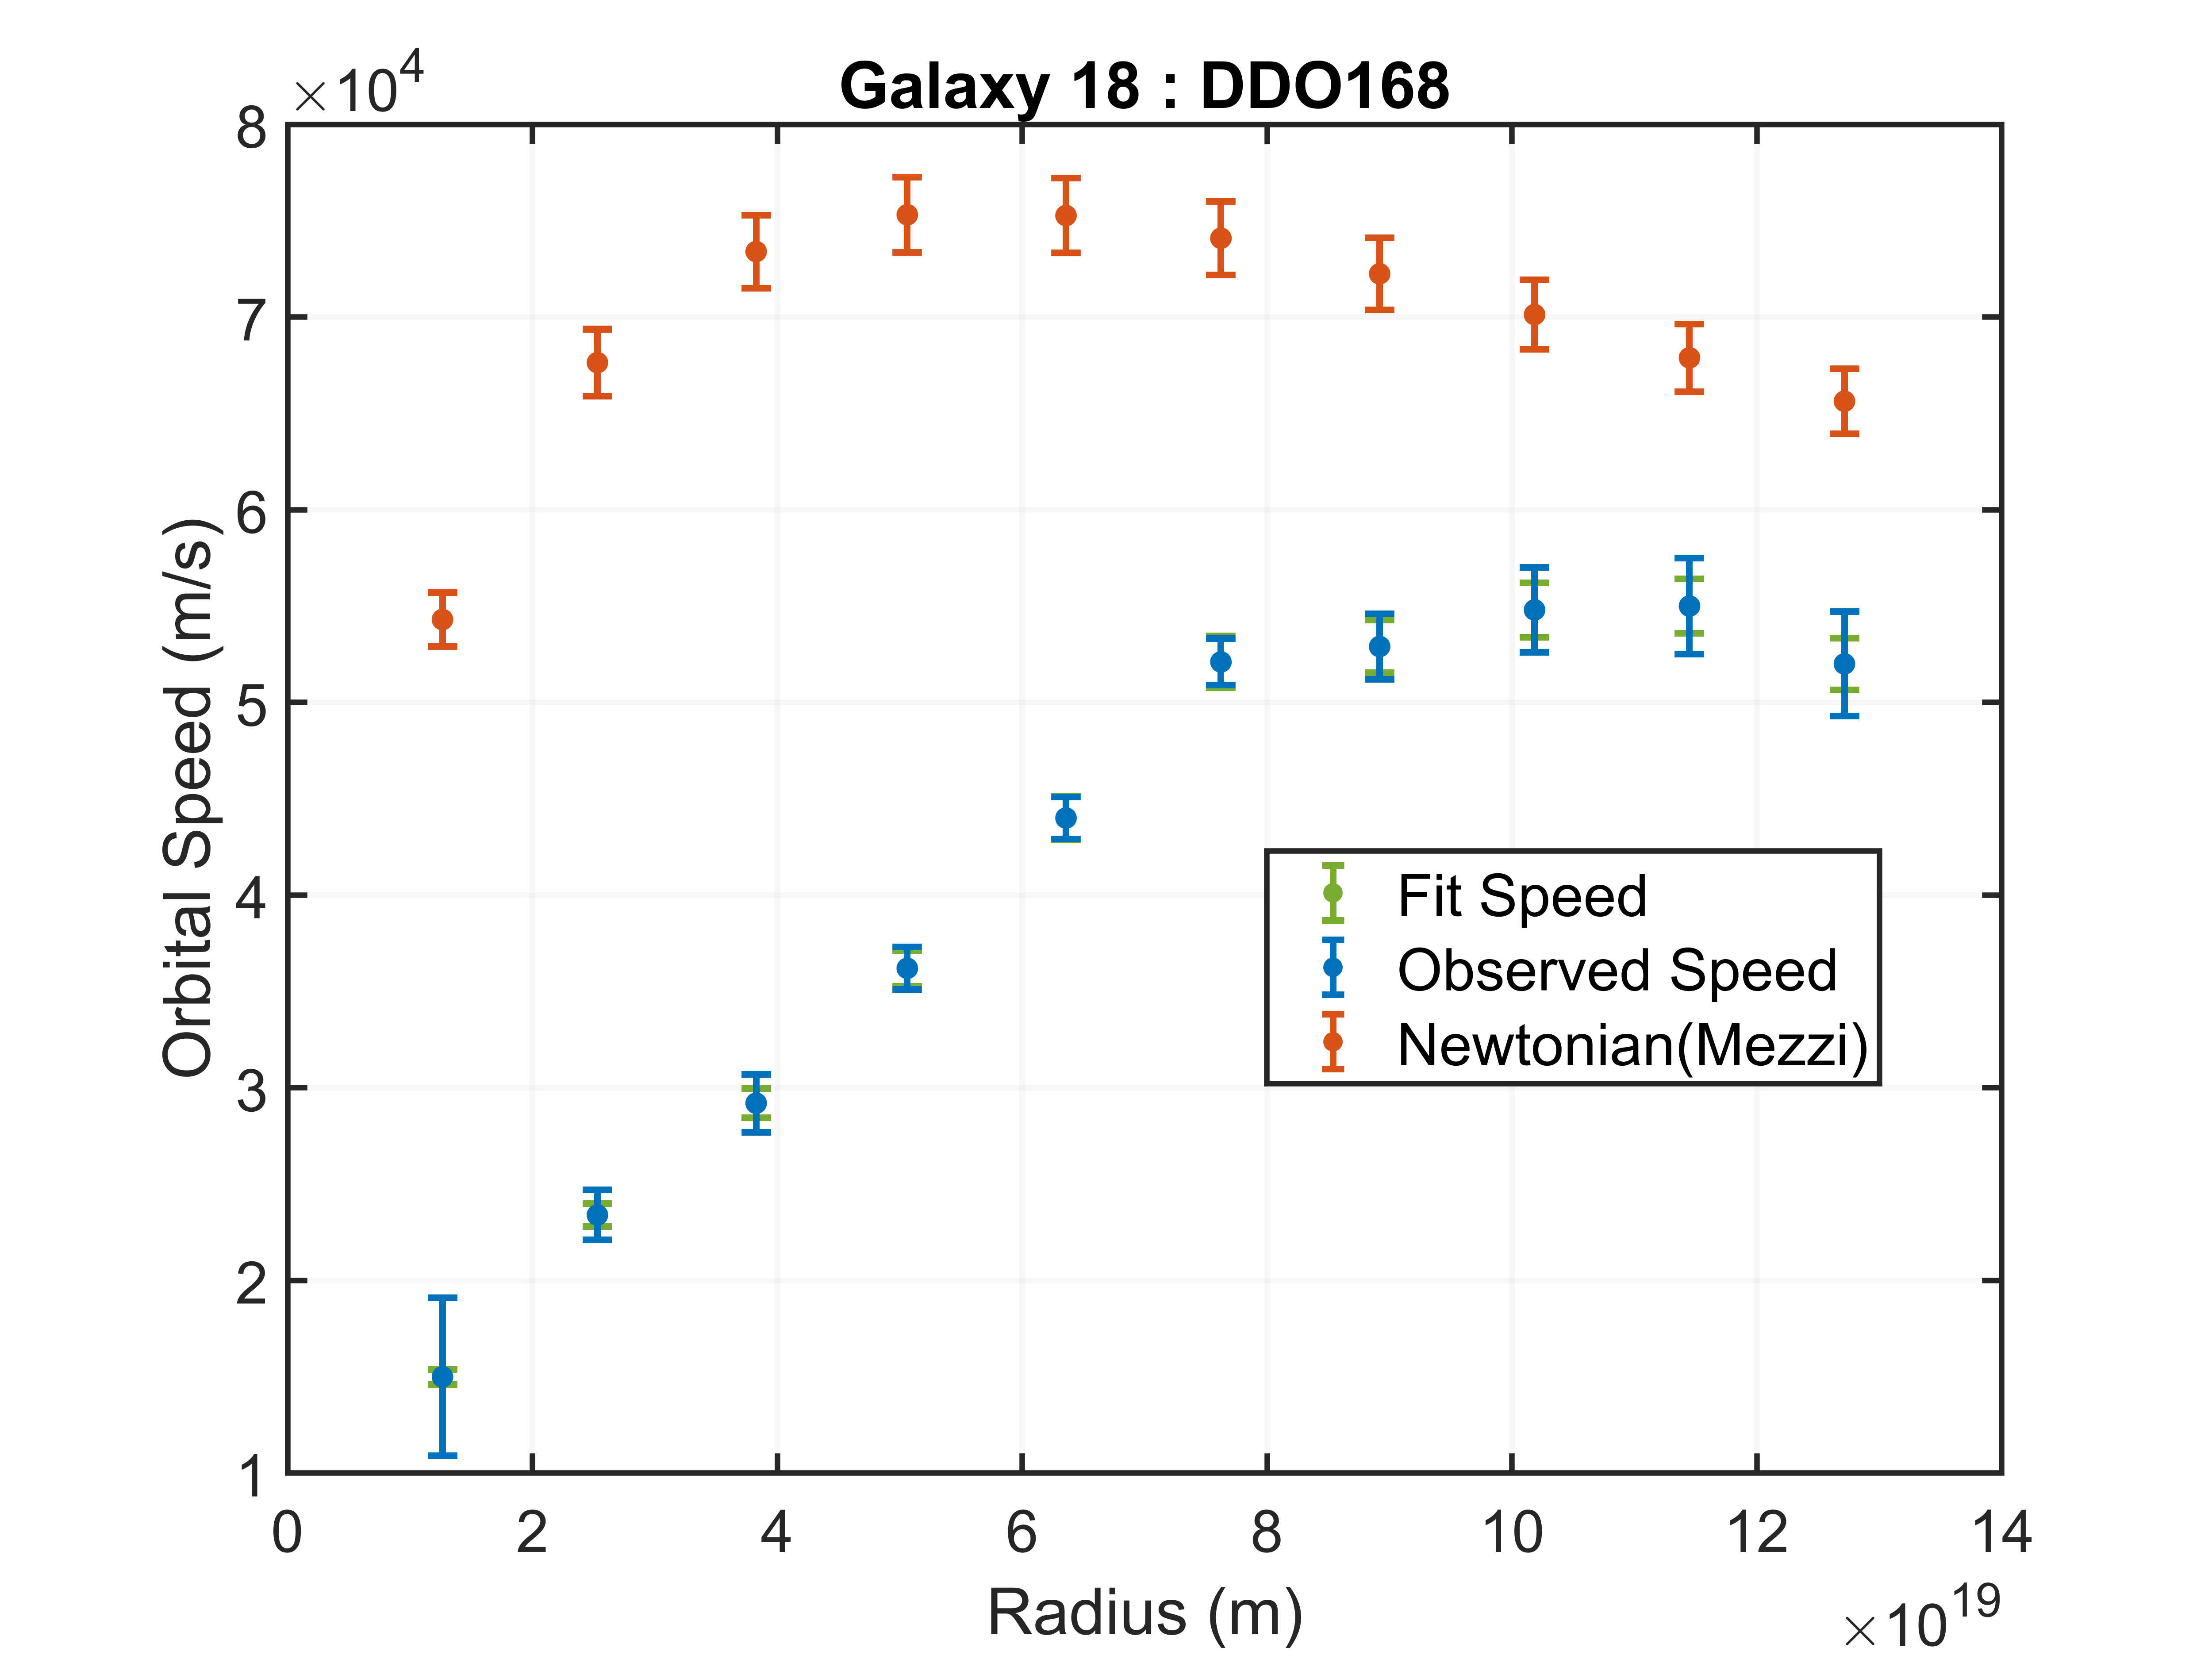 ×10^4
Galaxy 18 : DDO168
8
7
6
5
4
3
2
1
Orbital Speed (m/s)
Fit Speed
Observed Speed
Newtonian(Mezzi)
0 2 4 6 8 10 12 14
Radius (m)
×10^19